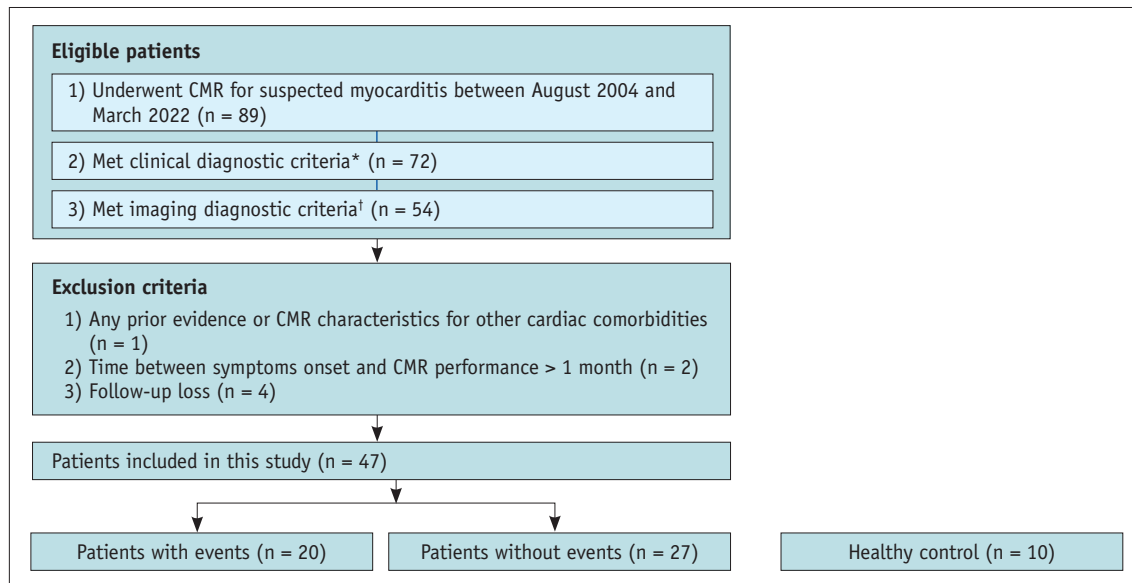 Eligible patients
1) Underwent CMR for suspected myocarditis between August 2004 and
March 2022 (n = 89)
2) Met clinical diagnostic criteria* (n = 72)
3) Met imaging diagnostic criteria† (n = 54)
Exclusion criteria
1) Any prior evidence or CMR characteristics for other cardiac comorbidities
(n = 1)
2) Time between symptoms onset and CMR performance > 1 month (n = 2)
3) Follow-up loss (n = 4)
Patients included in this study (n = 47)
Patients with events (n = 20)
Patients without events (n = 27)
Healthy control (n = 10)